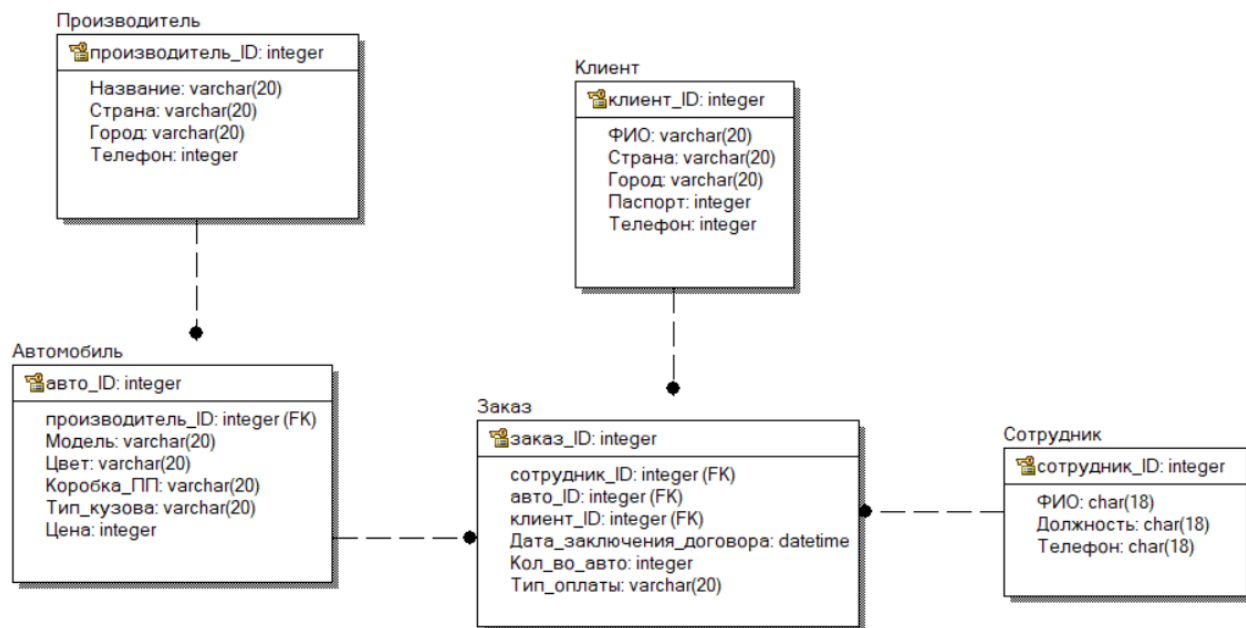 Производитель
производитель_ID: integer
Название: varchar(20)
Страна: varchar(20)
Город: varchar(20)
Телефон: integer
Клиент
клиент_ID: integer
ФИО: varchar(20)
Страна: varchar(20)
Город: varchar(20)
Паспорт: integer
Телефон: integer
Автомобиль
авто_ID: integer
производитель_ID: integer (FK)
Модель: varchar(20)
Цвет: varchar(20)
Коробка_ПП: varchar(20)
Тип_кузова: varchar(20)
Цена: integer
Заказ
заказ_ID: integer
сотрудник_ID: integer (FK)
авто_ID: integer (FK)
клиент_ID: integer (FK)
Дата_заключения_договора: datetime
Кол_во_авто: integer
Тип_оплаты: varchar(20)
Сотрудник
сотрудник_ID: integer
ФИО: char(18)
Должность: char(18)
Телефон: char(18)